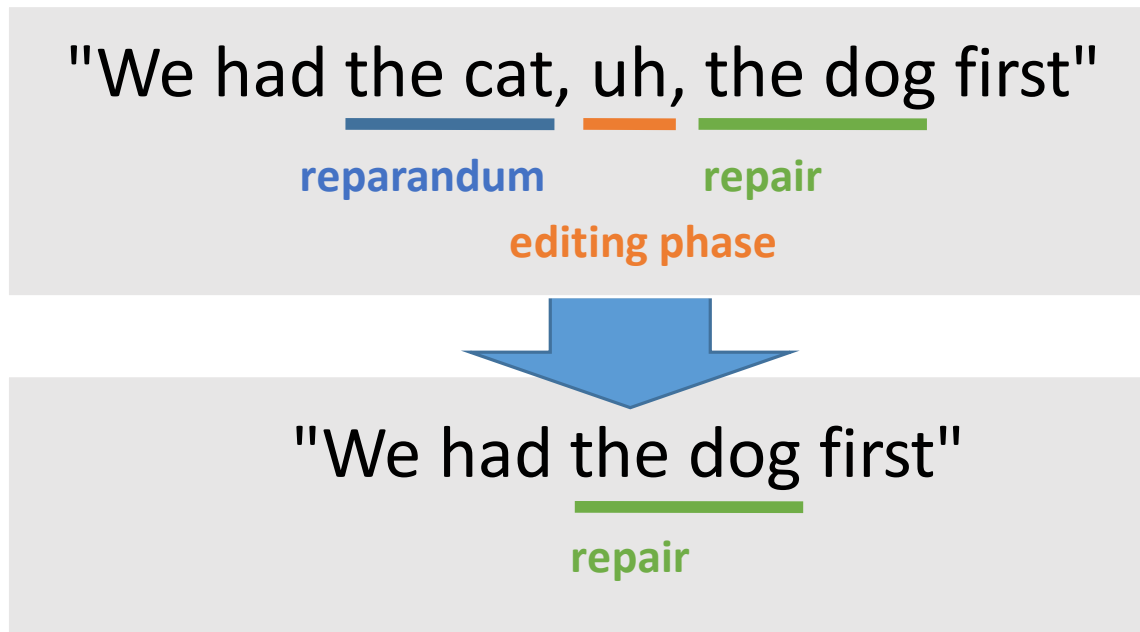 "We had the cat, uh, the dog first"
reparandum repair
editing phase
"We had the dog first"
repair